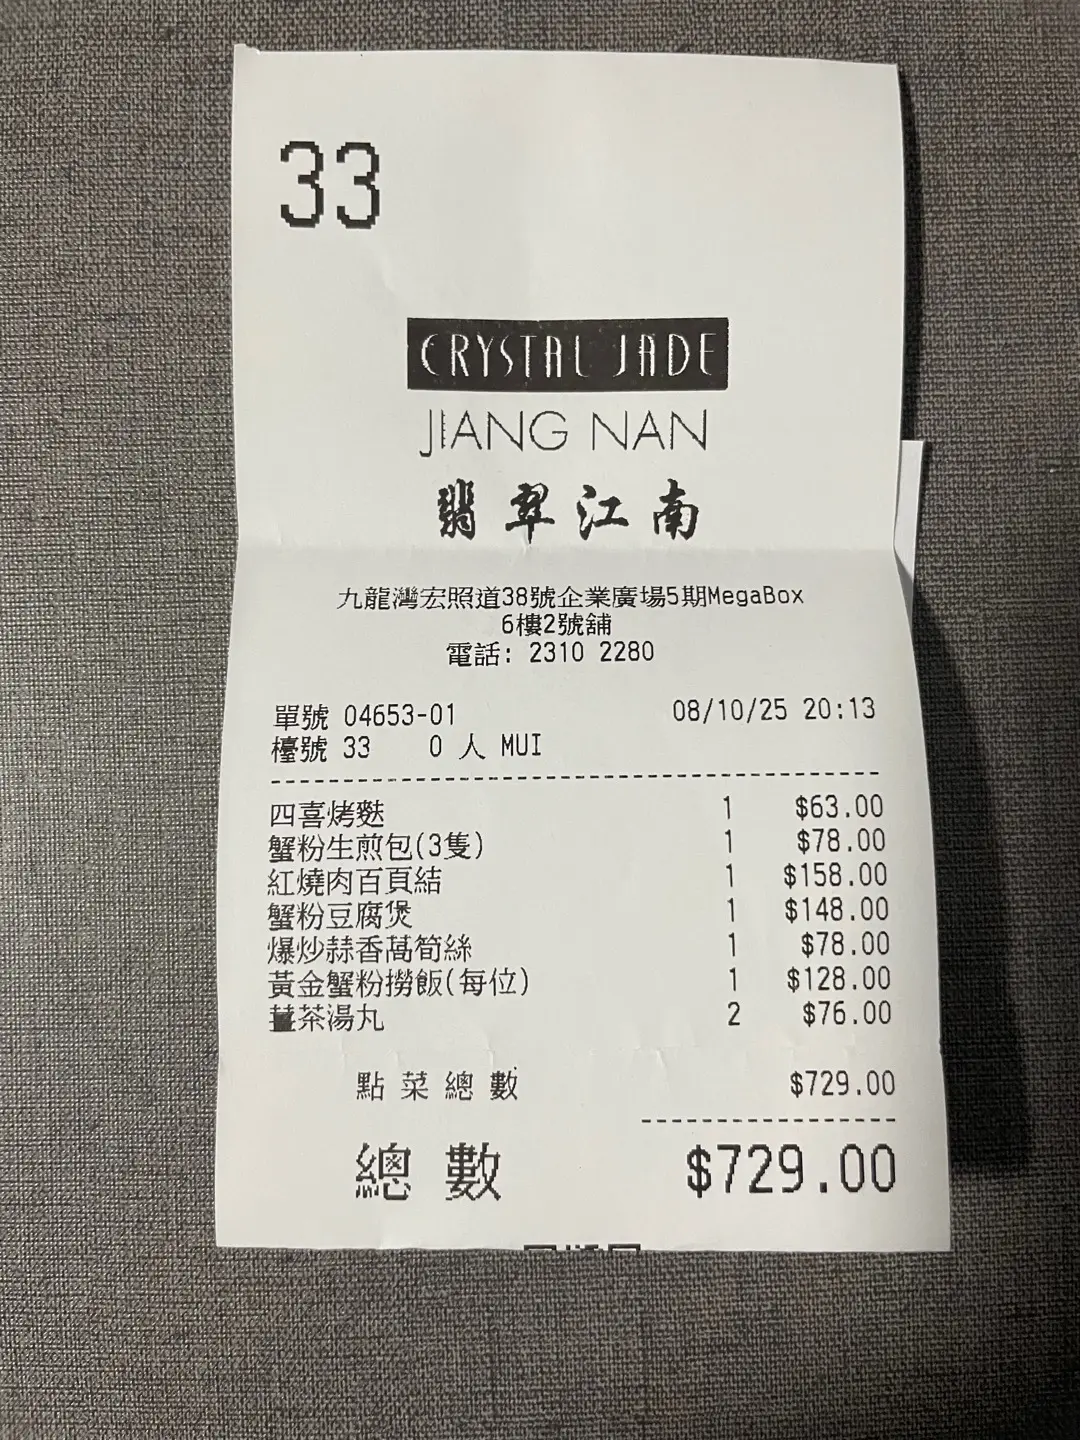 33
CRYSTAL JADE
JIANG NAN
翡翠江南
九龍灣宏照道38號企業廣場5期MegaBox
6樓2號舖
電話: 2310 2280
單號 04653-01 08/10/25 20:13
檯號 33 0 人 MUI
四喜烤麩 1 $63.00
蟹粉生煎包(3隻) 1 $78.00
紅燒肉百頁結 1 $158.00
蟹粉豆腐煲 1 $148.00
爆炒蒜香萵筍絲 1 $78.00
黃金蟹粉撈飯(每位) 1 $128.00
薑茶湯丸 2 $76.00
點菜總數 $729.00
總數 $729.00